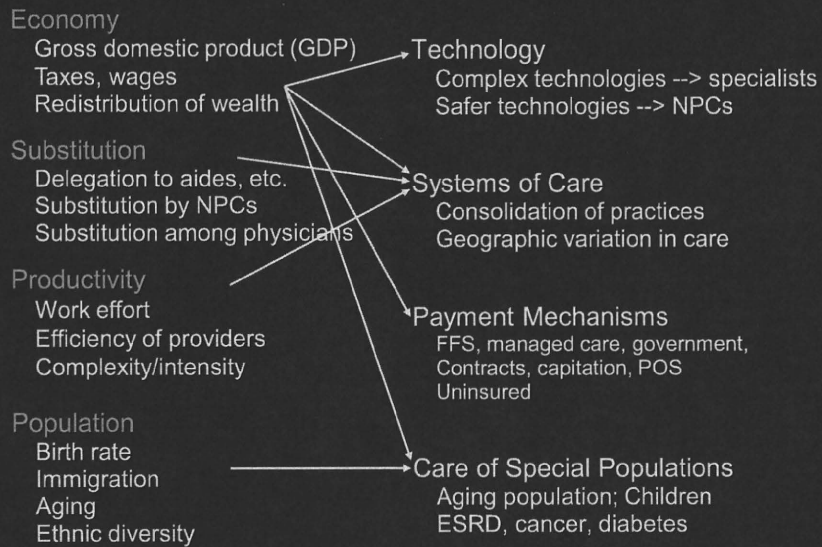 Economy
Gross domestic product (GDP)
Taxes, wages
Redistribution of wealth
Substitution
Delegation to aides, etc.
Substitution by NPCs
Substitution among physicians
Productivity
Work effort
Efficiency of providers
Complexity/intensity
Population
Birth rate
Immigration
Aging
Ethnic diversity
Technology
Complex technologies --> specialists
Safer technologies --> NPCs
Systems of Care
Consolidation of practices
Geographic variation in care
Payment Mechanisms
FFS, managed care, government,
Contracts, capitation, POS
Uninsured
Care of Special Populations
Aging population; Children
ESRD, cancer, diabetes